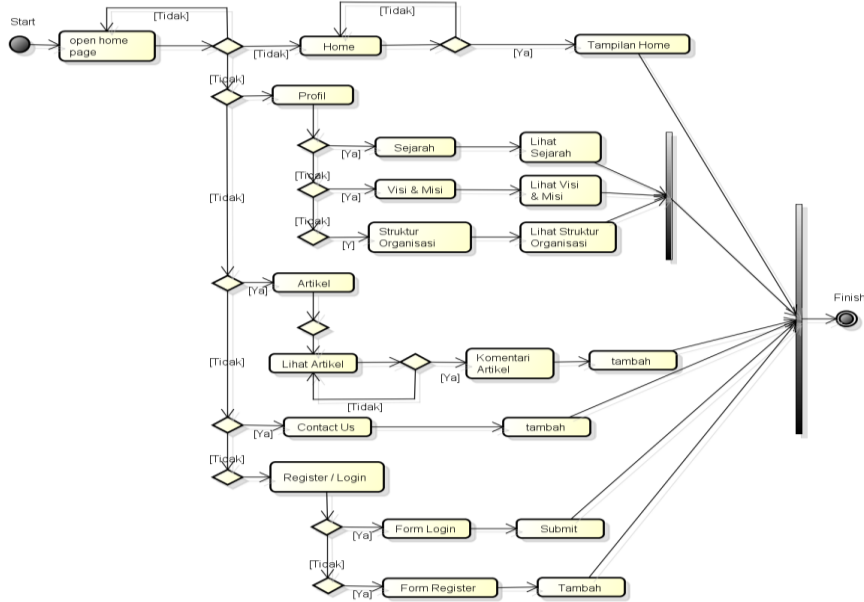 [Tidak]
[Tidak]
Start
open home
page
[Tidak]
Home
[Ya]
Tampilan Home
[Tidak]
Profil
[Ya]
Sejarah
Lihat
Sejarah
[Tidak]
[Ya]
Visi & Misi
Lihat Visi
& Misi
[Tidak]
[Tidak]
[Y]
Struktur
Organisasi
Lihat Struktur
Organisasi
[Ya]
Artikel
Finish
[Tidak]
Lihat Artikel
[Ya]
Komentari
Artikel
tambah
[Tidak]
[Ya]
Contact Us
tambah
[Tidak]
Register / Login
[Ya]
Form Login
Submit
[Tidak]
[Ya]
Form Register
Tambah